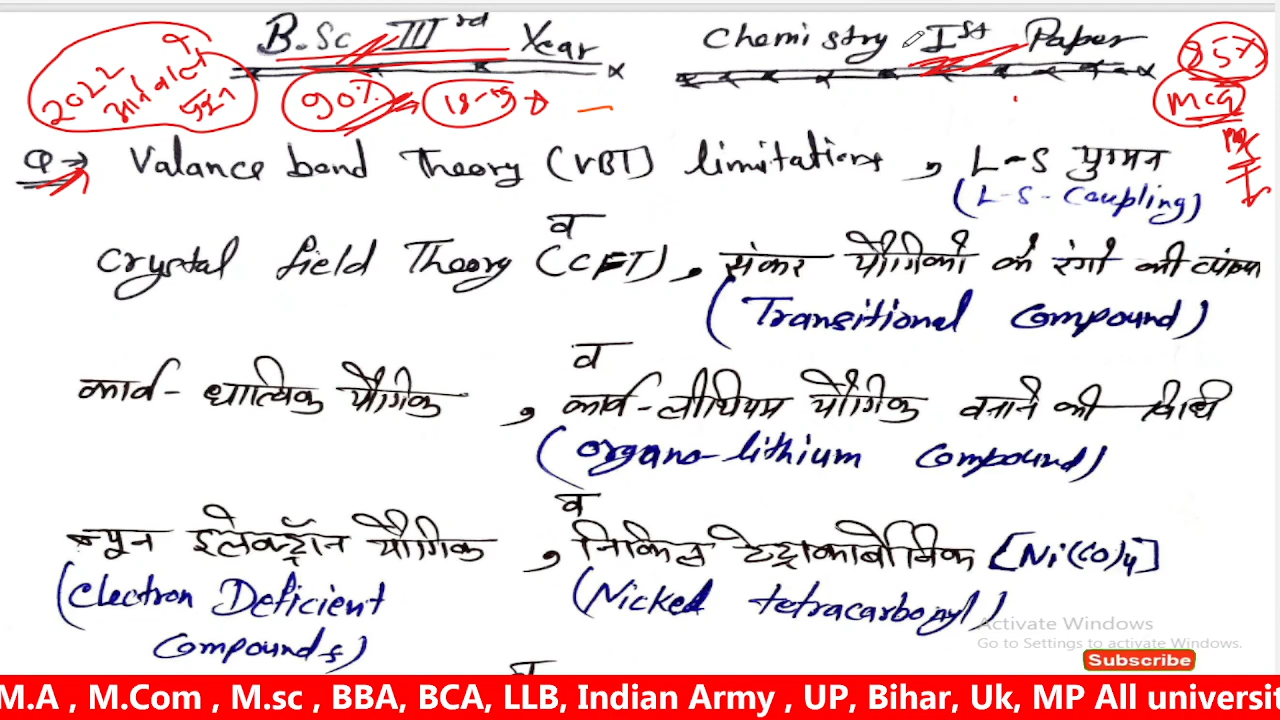 B.Sc III rd Year Chemistry Ist Paper
2022
90%
85%
MCQ
Q → Valance band Theory (VBT) limitations , L-S युग्मन
(L-S-Coupling)
व
Crystal field Theory (CFT) , संकर यौगिकों के रंगों की
(Transitional Compound)
व
कार्ब-धात्विक यौगिक , कार्ब-लीथियम यौगिक बनाने की विधि
(Organo-lithium Compound)
व
न्यून इलेक्ट्रॉन यौगिक , निकिल टेट्राकार्बोनिक [Ni(CO)4]
(Electron Deficient (Nickel tetracarbonyl)
Compounds)
Activate Windows
Go to Settings to activate Windows.
Subscribe
M.A , M.Com , M.sc , BBA, BCA, LLB, Indian Army , UP, Bihar, Uk, MP All universi